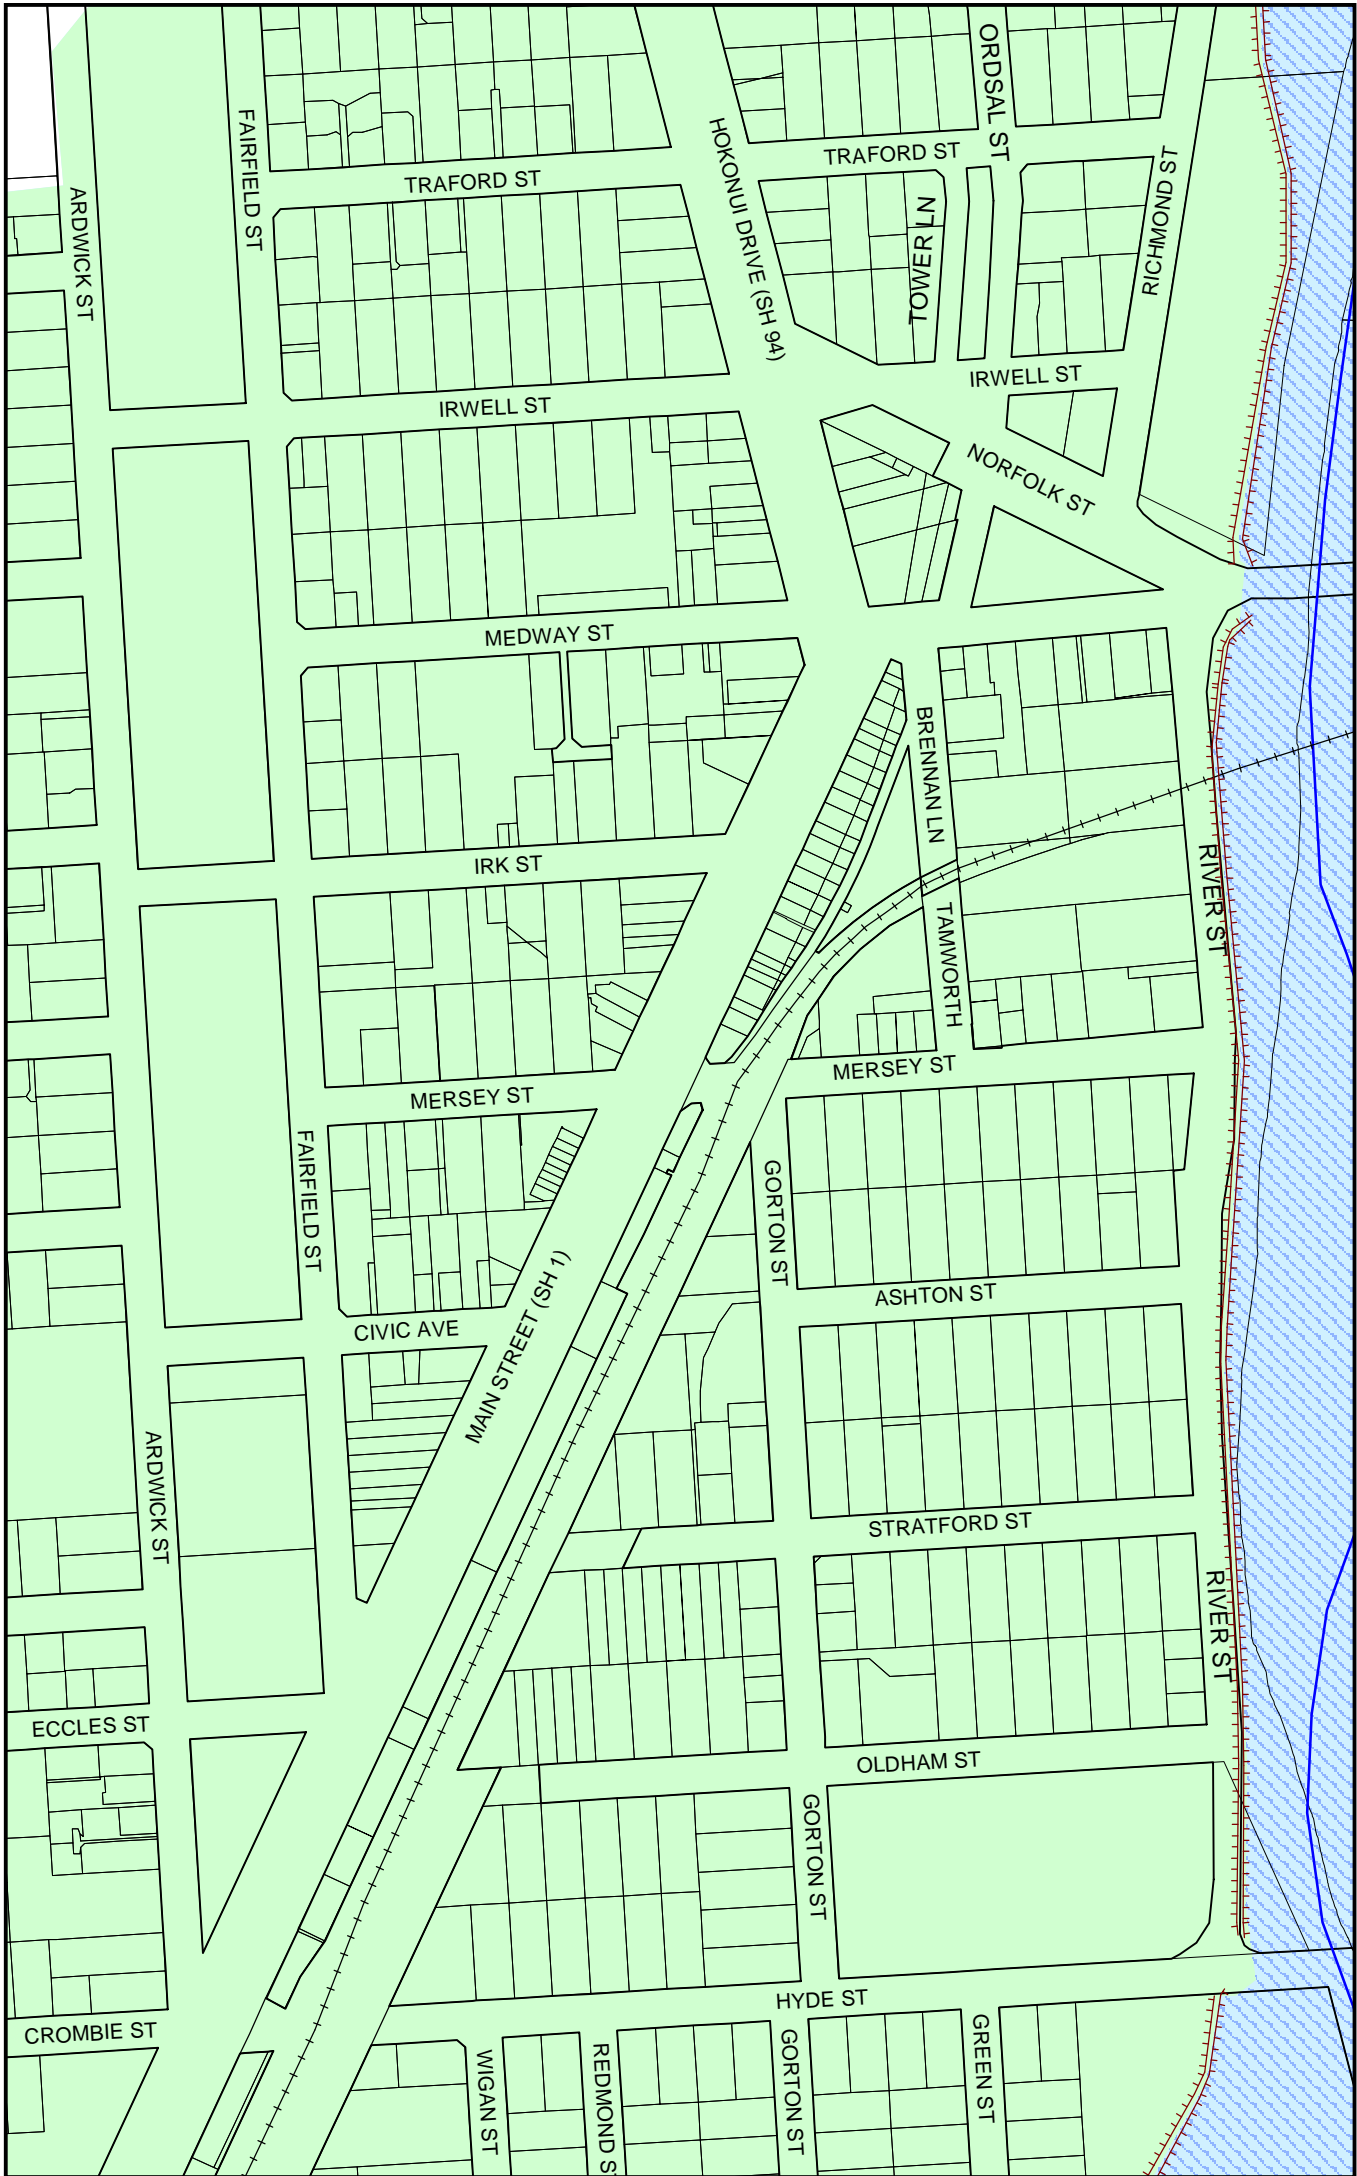 ORDSAL ST
FAIRFIELD ST
HOKONUI DRIVE (SH 94)
TRAFORD ST
TRAFORD ST
RICHMOND ST
ARDWICK ST
TOWER LN
IRWELL ST
IRWELL ST
NORFOLK ST
MEDWAY ST
BRENNAN LN
IRK ST
RIVER ST
TAMWORTH
MERSEY ST
MERSEY ST
FAIRFIELD ST
GORTON ST
MAIN STREET (SH 1)
ASHTON ST
CIVIC AVE
ARDWICK ST
STRATFORD ST
RIVER ST
ECCLES ST
OLDHAM ST
GORTON ST
HYDE ST
CROMBIE ST
WIGAN ST
REDMOND S
GORTON ST
GREEN ST